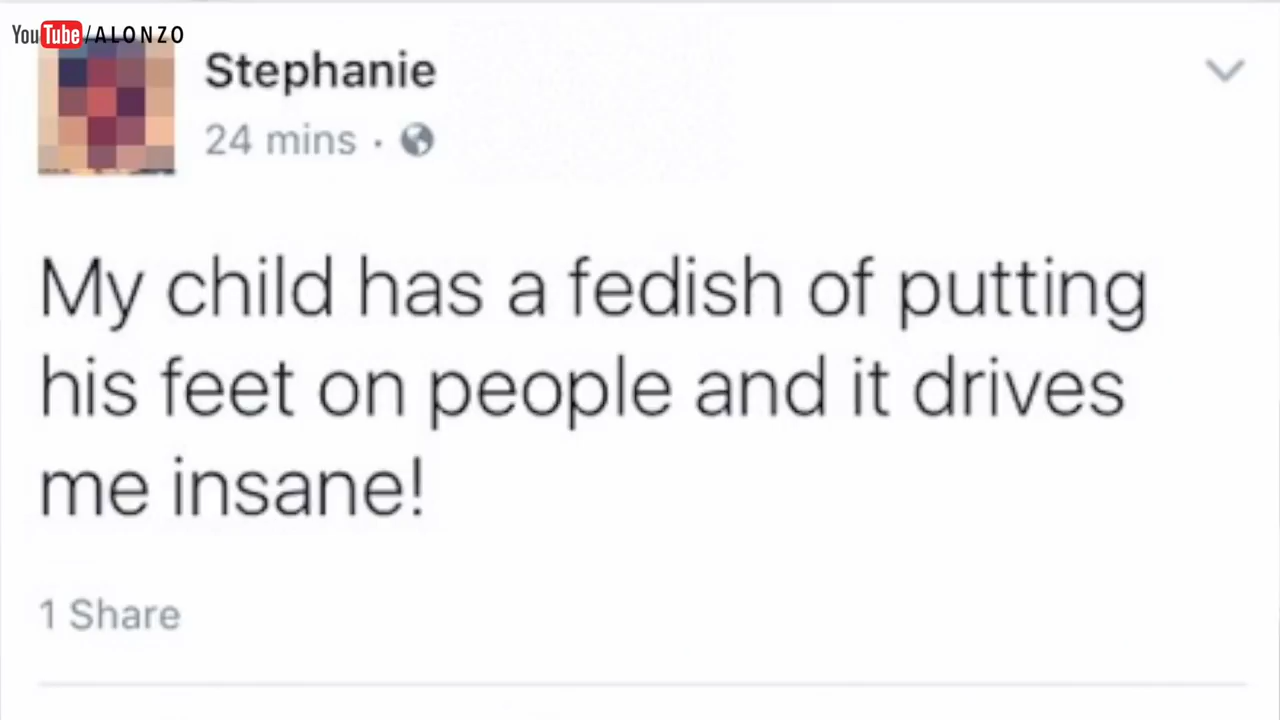 YouTube/ALONZO
Stephanie
24 mins ·
My child has a fedish of putting
his feet on people and it drives
me insane!
1 Share